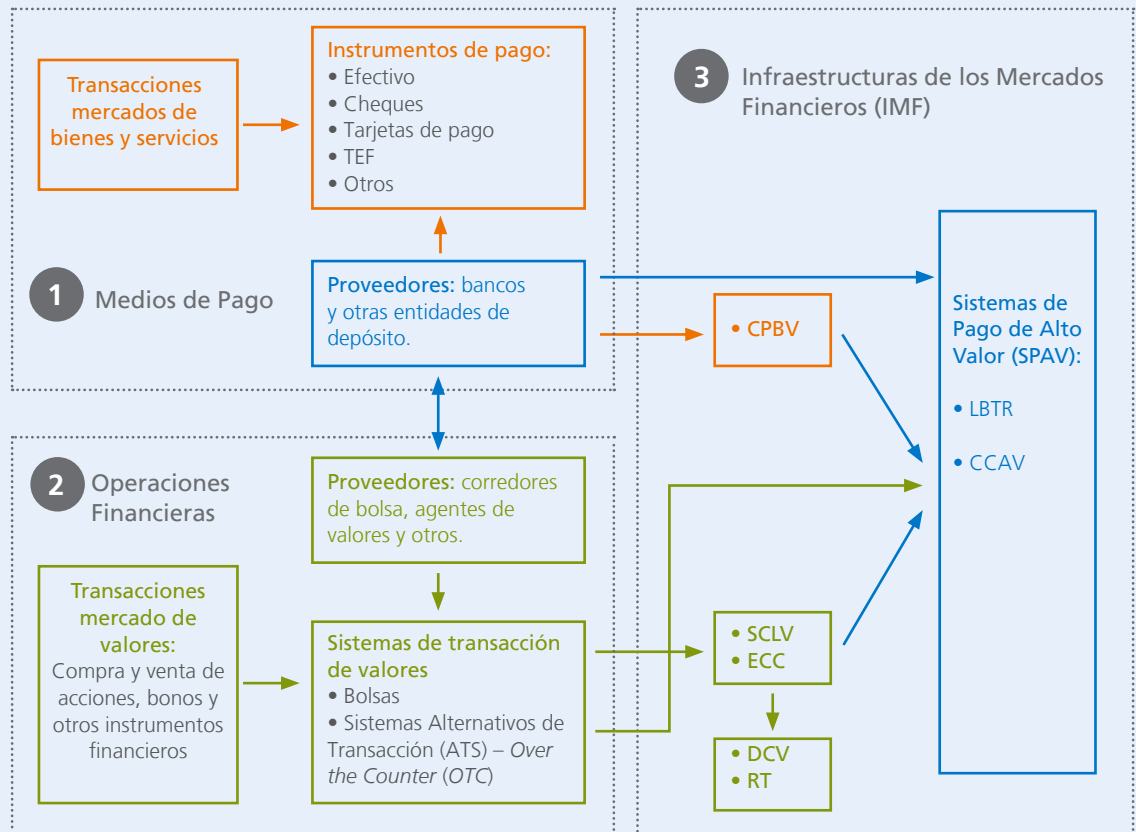 Transacciones
mercados de
bienes y servicios
Instrumentos de pago:
• Efectivo
• Cheques
• Tarjetas de pago
• TEF
• Otros
1 Medios de Pago
Proveedores: bancos
y otras entidades de
depósito.
2 Operaciones
Financieras
Proveedores: corredores
de bolsa, agentes de
valores y otros.
Transacciones
mercado de
valores:
Compra y venta de
acciones, bonos y
otros instrumentos
financieros
Sistemas de transacción
de valores
• Bolsas
• Sistemas Alternativos de
Transacción (ATS) – Over
the Counter (OTC)
3 Infraestructuras de los Mercados
Financieros (IMF)
• CPBV
• SCLV
• ECC
• DCV
• RT
Sistemas de
Pago de Alto
Valor (SPAV):
• LBTR
• CCAV